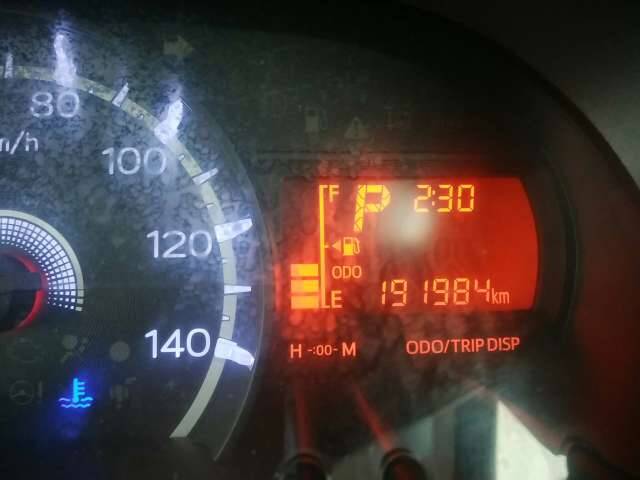 80
m/h
100
120
140
F
P
2:30
ODO
E
191984km
H -:00- M
ODO/TRIP DISP